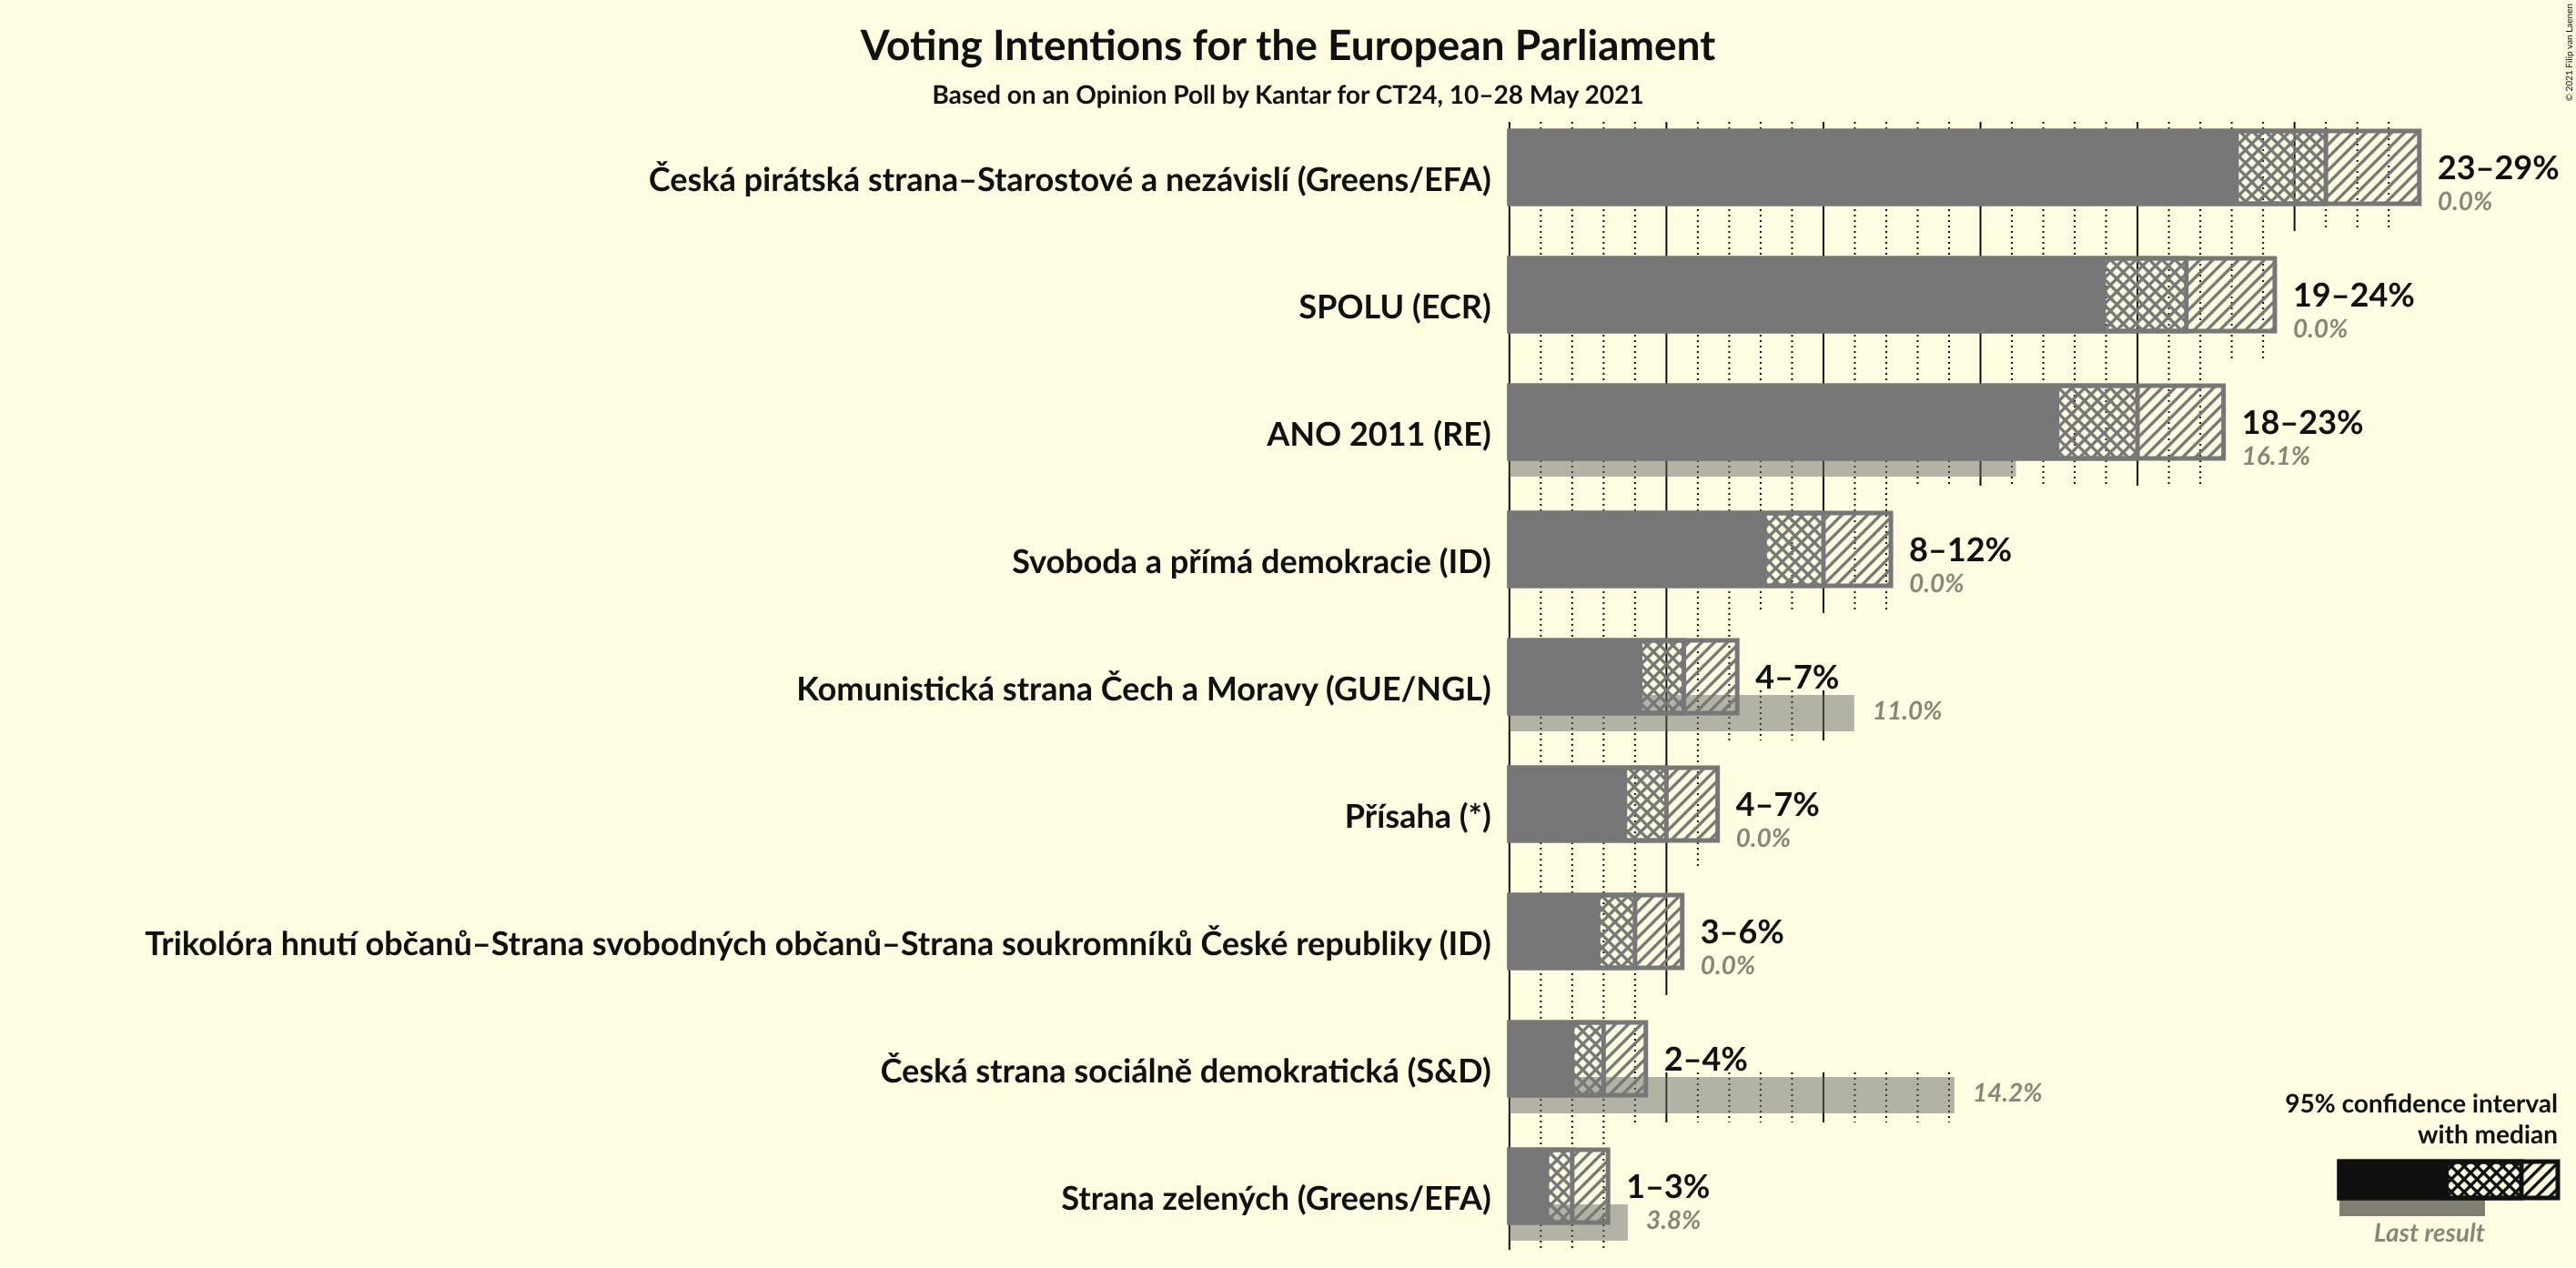 Voting Intentions for the European Parliament
Based on an Opinion Poll by Kantar for CT24, 10–28 May 2021
© 2021 Filip van Laenen
Česká pirátská strana–Starostové a nezávislí (Greens/EFA)
23–29%
0.0%
SPOLU (ECR)
19–24%
0.0%
ANO 2011 (RE)
18–23%
16.1%
Svoboda a přímá demokracie (ID)
8–12%
0.0%
Komunistická strana Čech a Moravy (GUE/NGL)
4–7%
11.0%
Přísaha (*)
4–7%
0.0%
Trikolóra hnutí občanů–Strana svobodných občanů–Strana soukromníků České republiky (ID)
3–6%
0.0%
Česká strana sociálně demokratická (S&D)
2–4%
14.2%
Strana zelených (Greens/EFA)
1–3%
3.8%
95% confidence interval
with median
Last result